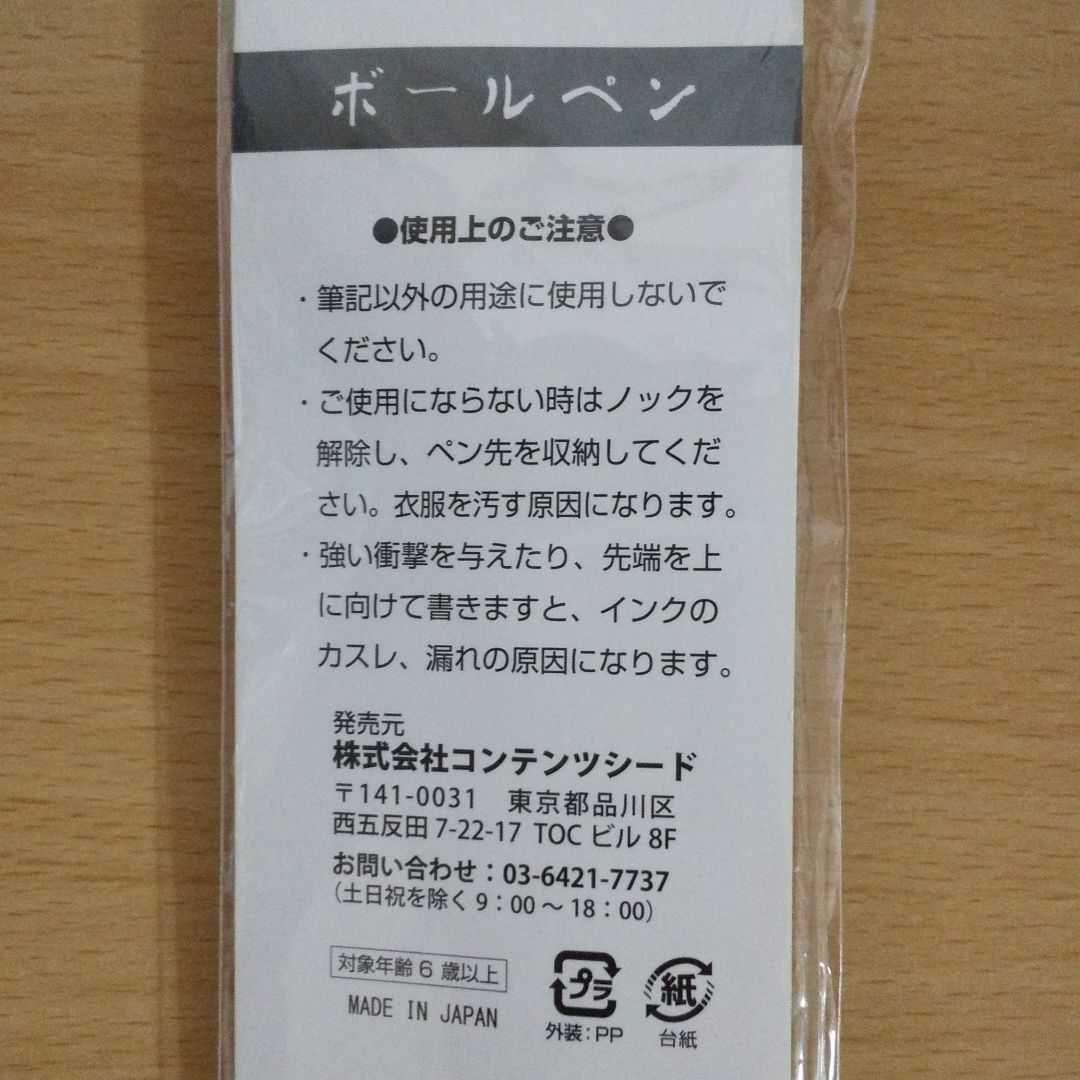 ボールペン
●使用上のご注意●
・筆記以外の用途に使用しないで
ください。
・ご使用にならない時はノックを
解除し、ペン先を収納してくだ
さい。衣服を汚す原因になります。
・強い衝撃を与えたり、先端を上
に向けて書きますと、インクの
カスレ、漏れの原因になります。
発売元
株式会社コンテンツシード
〒141-0031 東京都品川区
西五反田7-22-17 TOCビル8F
お問い合わせ：03-6421-7737
（土日祝を除く9：00～18：00）
対象年齢6歳以上
MADE IN JAPAN
プラ
外装：PP
紙
台紙